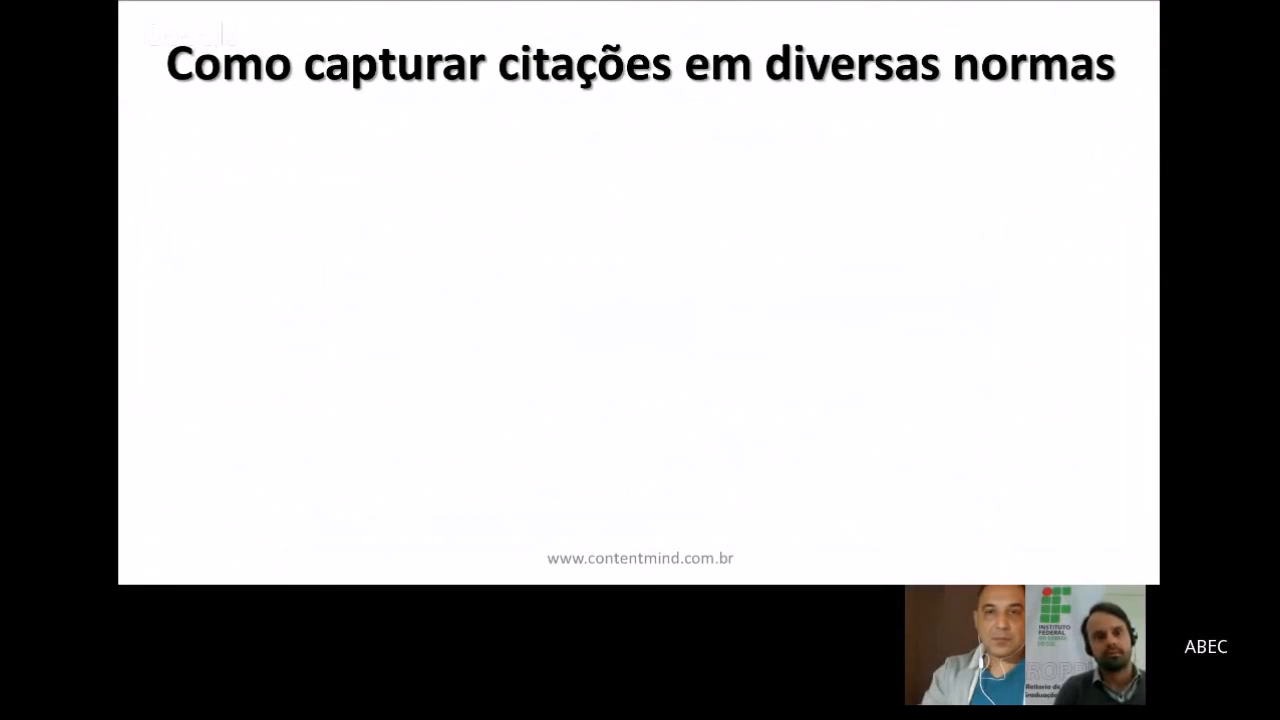 Como capturar citações em diversas normas
www.contentmind.com.br
INSTITUTO
FEDERAL
ABEC